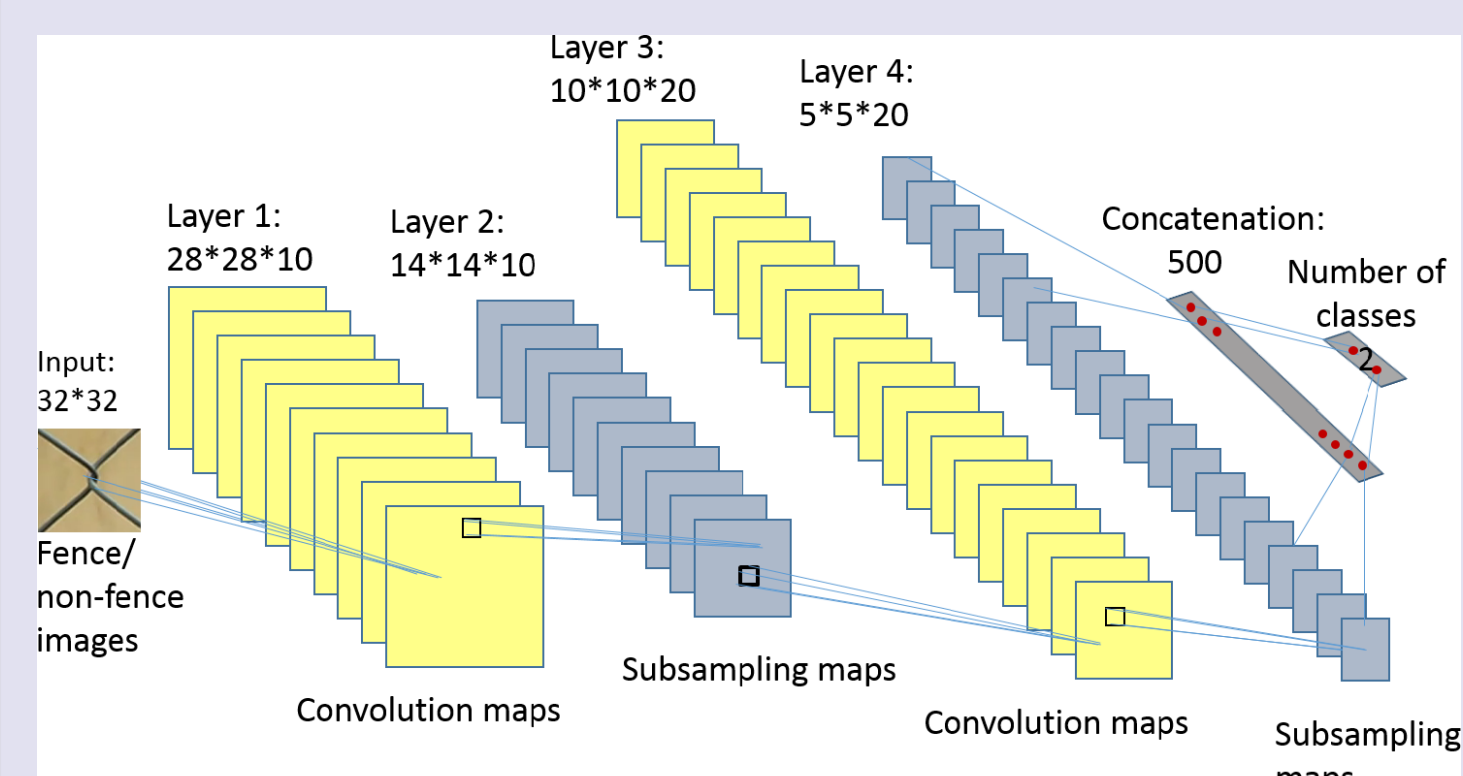 Layer 3:
10*10*20
Layer 4:
5*5*20
Layer 1:
28*28*10
Layer 2:
14*14*10
Concatenation:
500
Number of
classes
2
Input:
32*32
Fence/
non-fence
images
Convolution maps
Subsampling maps
Convolution maps
Subsampling
maps